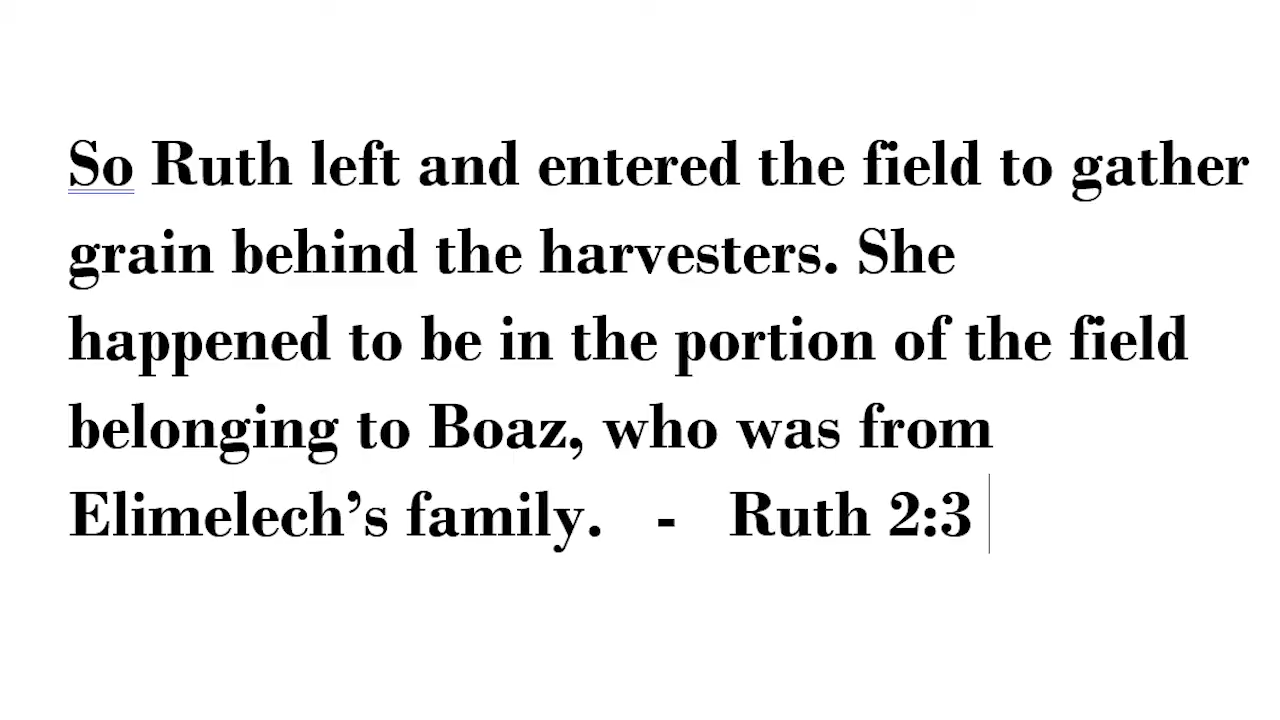 So Ruth left and entered the field to gather
grain behind the harvesters. She
happened to be in the portion of the field
belonging to Boaz, who was from
Elimelech’s family. - Ruth 2:3